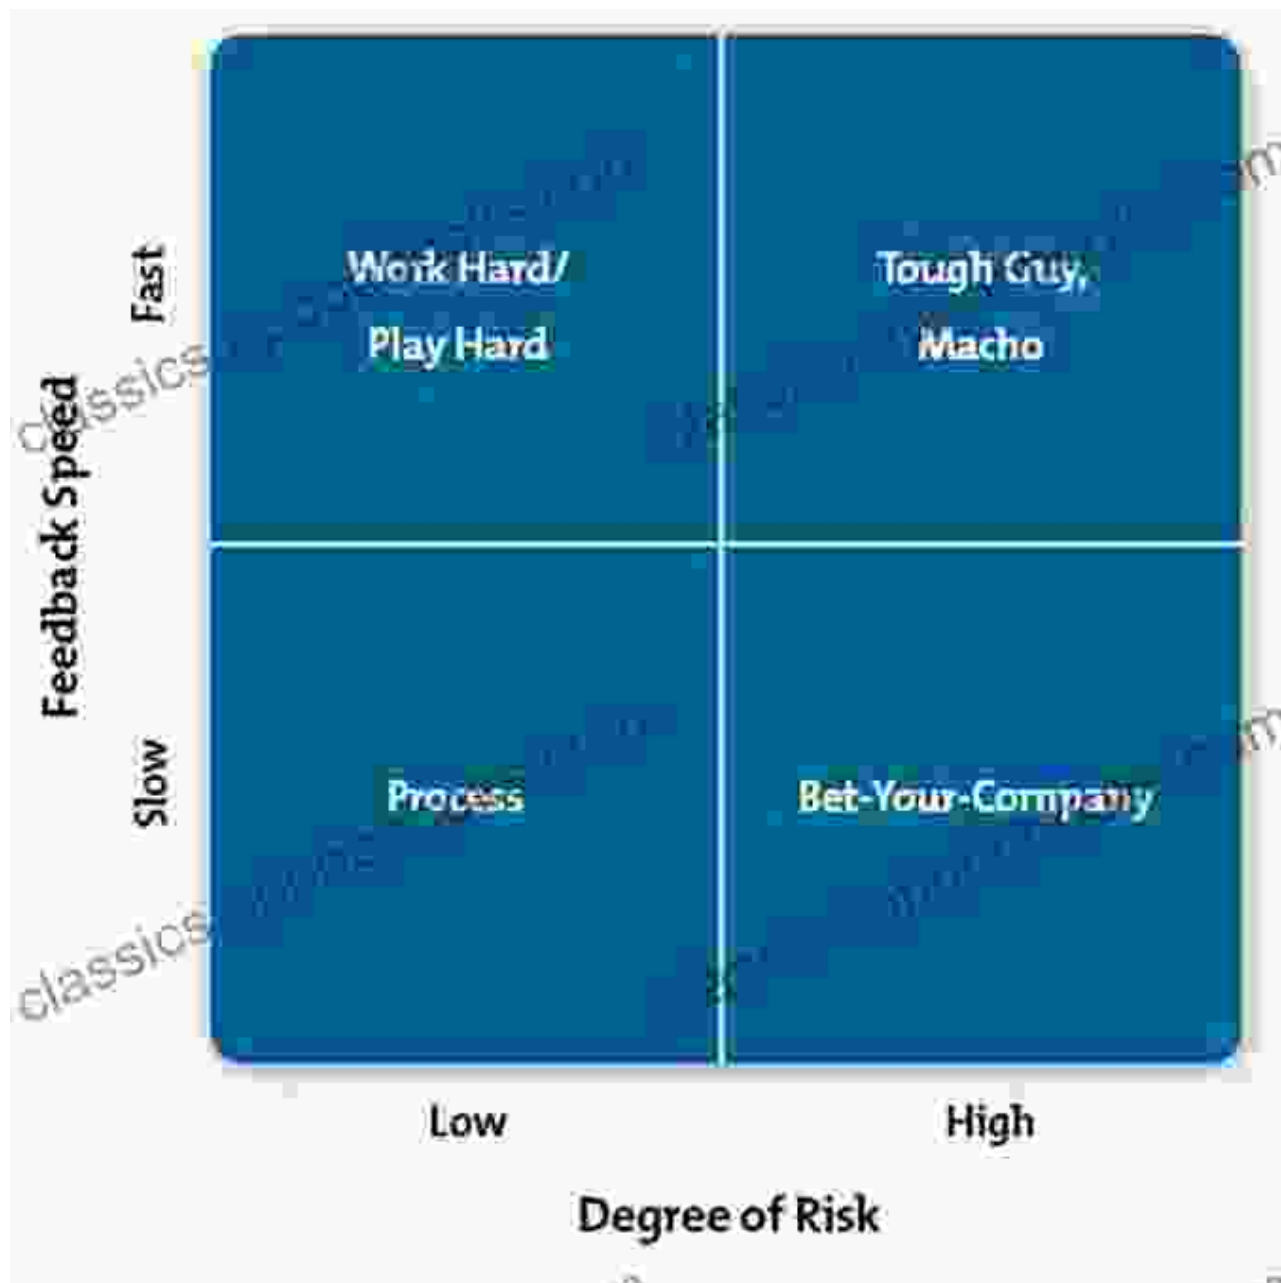 Fast
Work Hard/
Play Hard
Tough Guy,
Macho
Feedback Speed
Slow
Process
Bet-Your-Company
Low
High
Degree of Risk
classics
classics